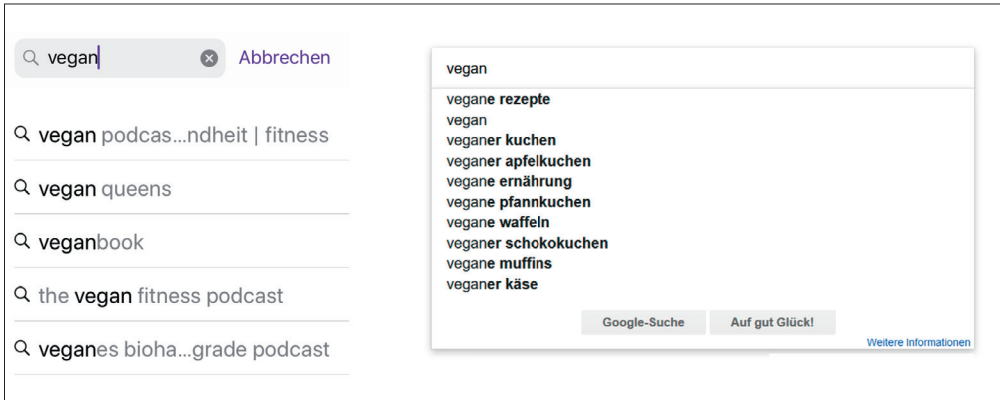 vegan
Abbrechen
vegan podcas...ndheit | fitness
vegan queens
veganbook
the vegan fitness podcast
veganes bioha...grade podcast
vegan
vegane rezepte
vegan
veganer kuchen
veganer apfelkuchen
vegane ernährung
vegane pfannkuchen
vegane waffeln
veganer schokokuchen
vegane muffins
veganer käse
Google-Suche
Auf gut Glück!
Weitere Informationen